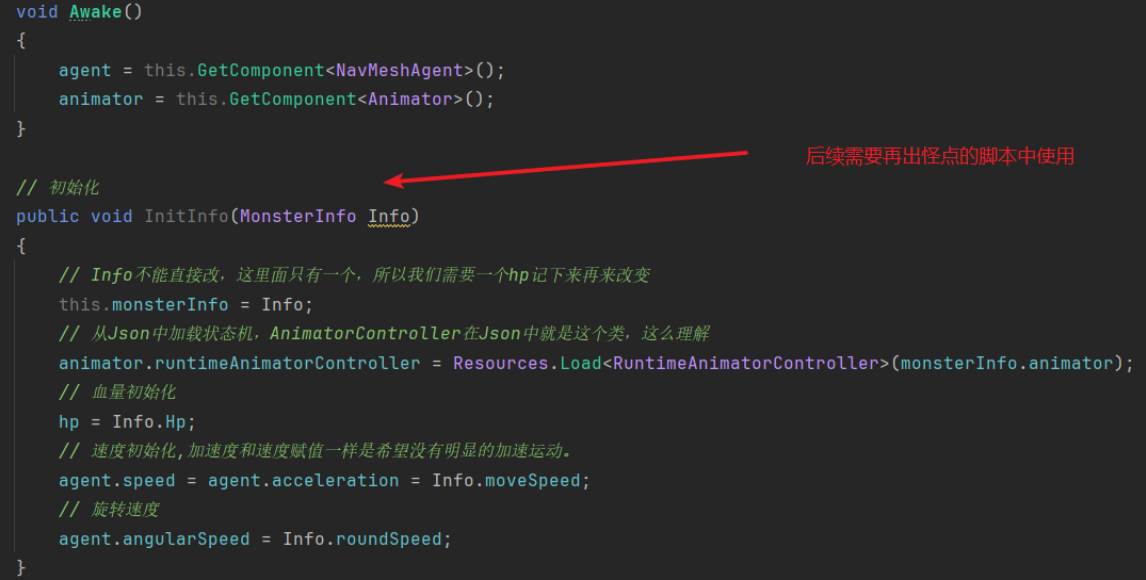 void Awake()
{
agent = this.GetComponent<NavMeshAgent>();
animator = this.GetComponent<Animator>();
}
后续需要再出怪点的脚本中使用
// 初始化
public void InitInfo(MonsterInfo Info)
{
// Info不能直接改，这里面只有一个，所以我们需要一个hp记下来再来改变
this.monsterInfo = Info;
// 从Json中加载状态机，AnimatorController在Json中就是这个类，这么理解
animator.runtimeAnimatorController = Resources.Load<RuntimeAnimatorController>(monsterInfo.animator);
// 血量初始化
hp = Info.Hp;
// 速度初始化,加速度和速度赋值一样是希望没有明显的加速运动。
agent.speed = agent.acceleration = Info.moveSpeed;
// 旋转速度
agent.angularSpeed = Info.roundSpeed;
}